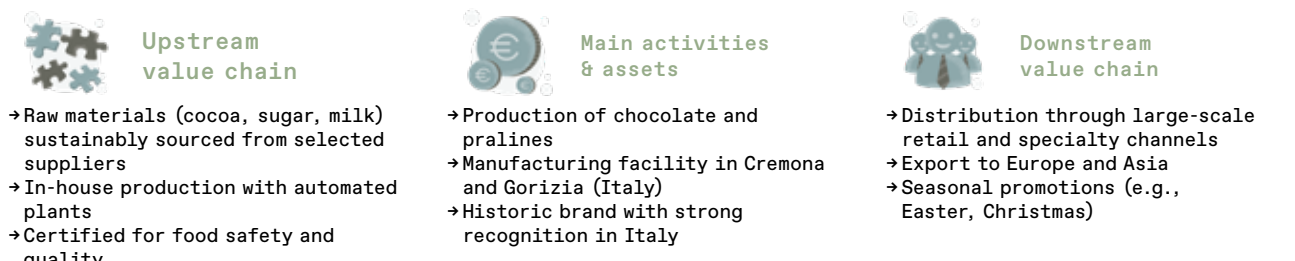 Upstream
value chain
→Raw materials (cocoa, sugar, milk)
sustainably sourced from selected
suppliers
→In-house production with automated
plants
→Certified for food safety and
quality
Main activities
& assets
→Production of chocolate and
pralines
→Manufacturing facility in Cremona
and Gorizia (Italy)
→Historic brand with strong
recognition in Italy
Downstream
value chain
→Distribution through large-scale
retail and specialty channels
→Export to Europe and Asia
→Seasonal promotions (e.g.,
Easter, Christmas)